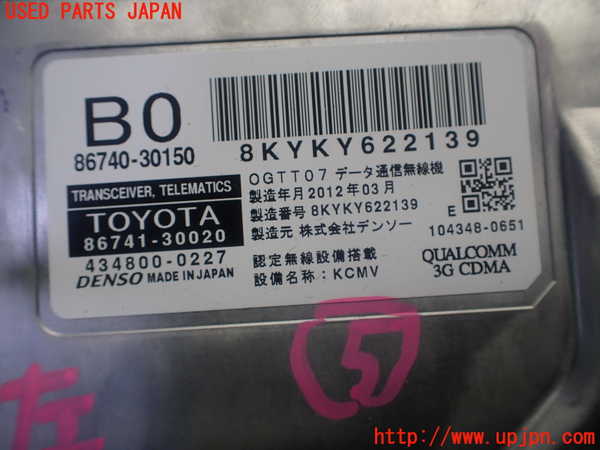 USED PARTS JAPAN
B0
86740-30150
8KYKY622139
TRANSCEIVER, TELEMATICS
TOYOTA
86741-30020
434800-0227
DENSO MADE IN JAPAN
OGTT07 データ通信無線機
製造年月2012年03月
製造番号 8KYKY622139
製造元 株式会社デンソー
認定無線設備搭載
設備名称:KCMV
E
104348-0651
QUALCOMM
3G CDMA
5
左
http://www.upjpn.com/